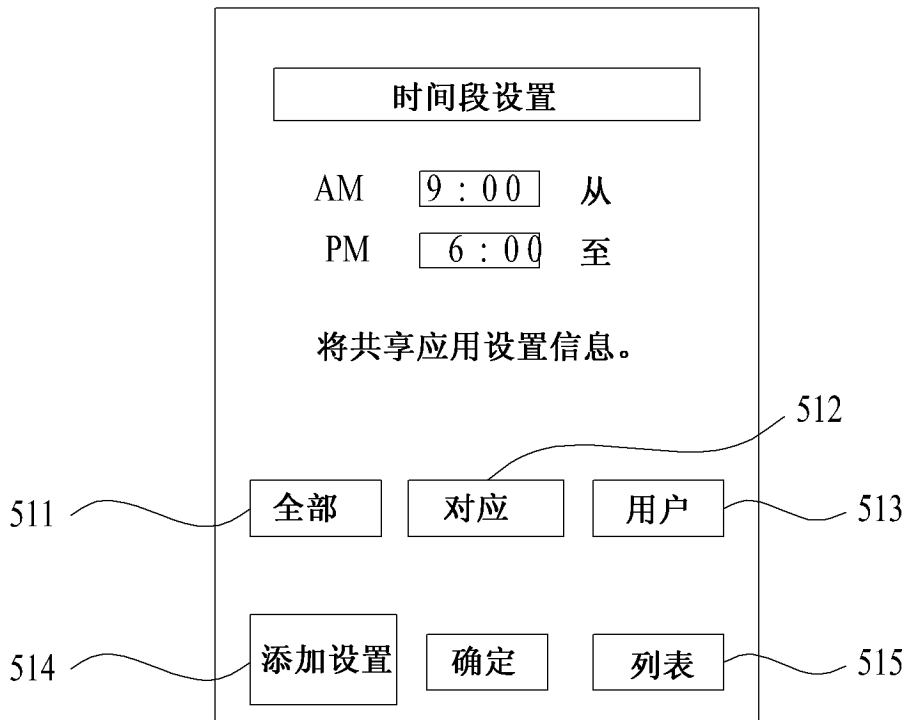 时间段设置
AM 9:00 从
PM 6:00 至
将共享应用设置信息。
512
511 全部 对应 用户 513
514 添加设置 确定 列表 515